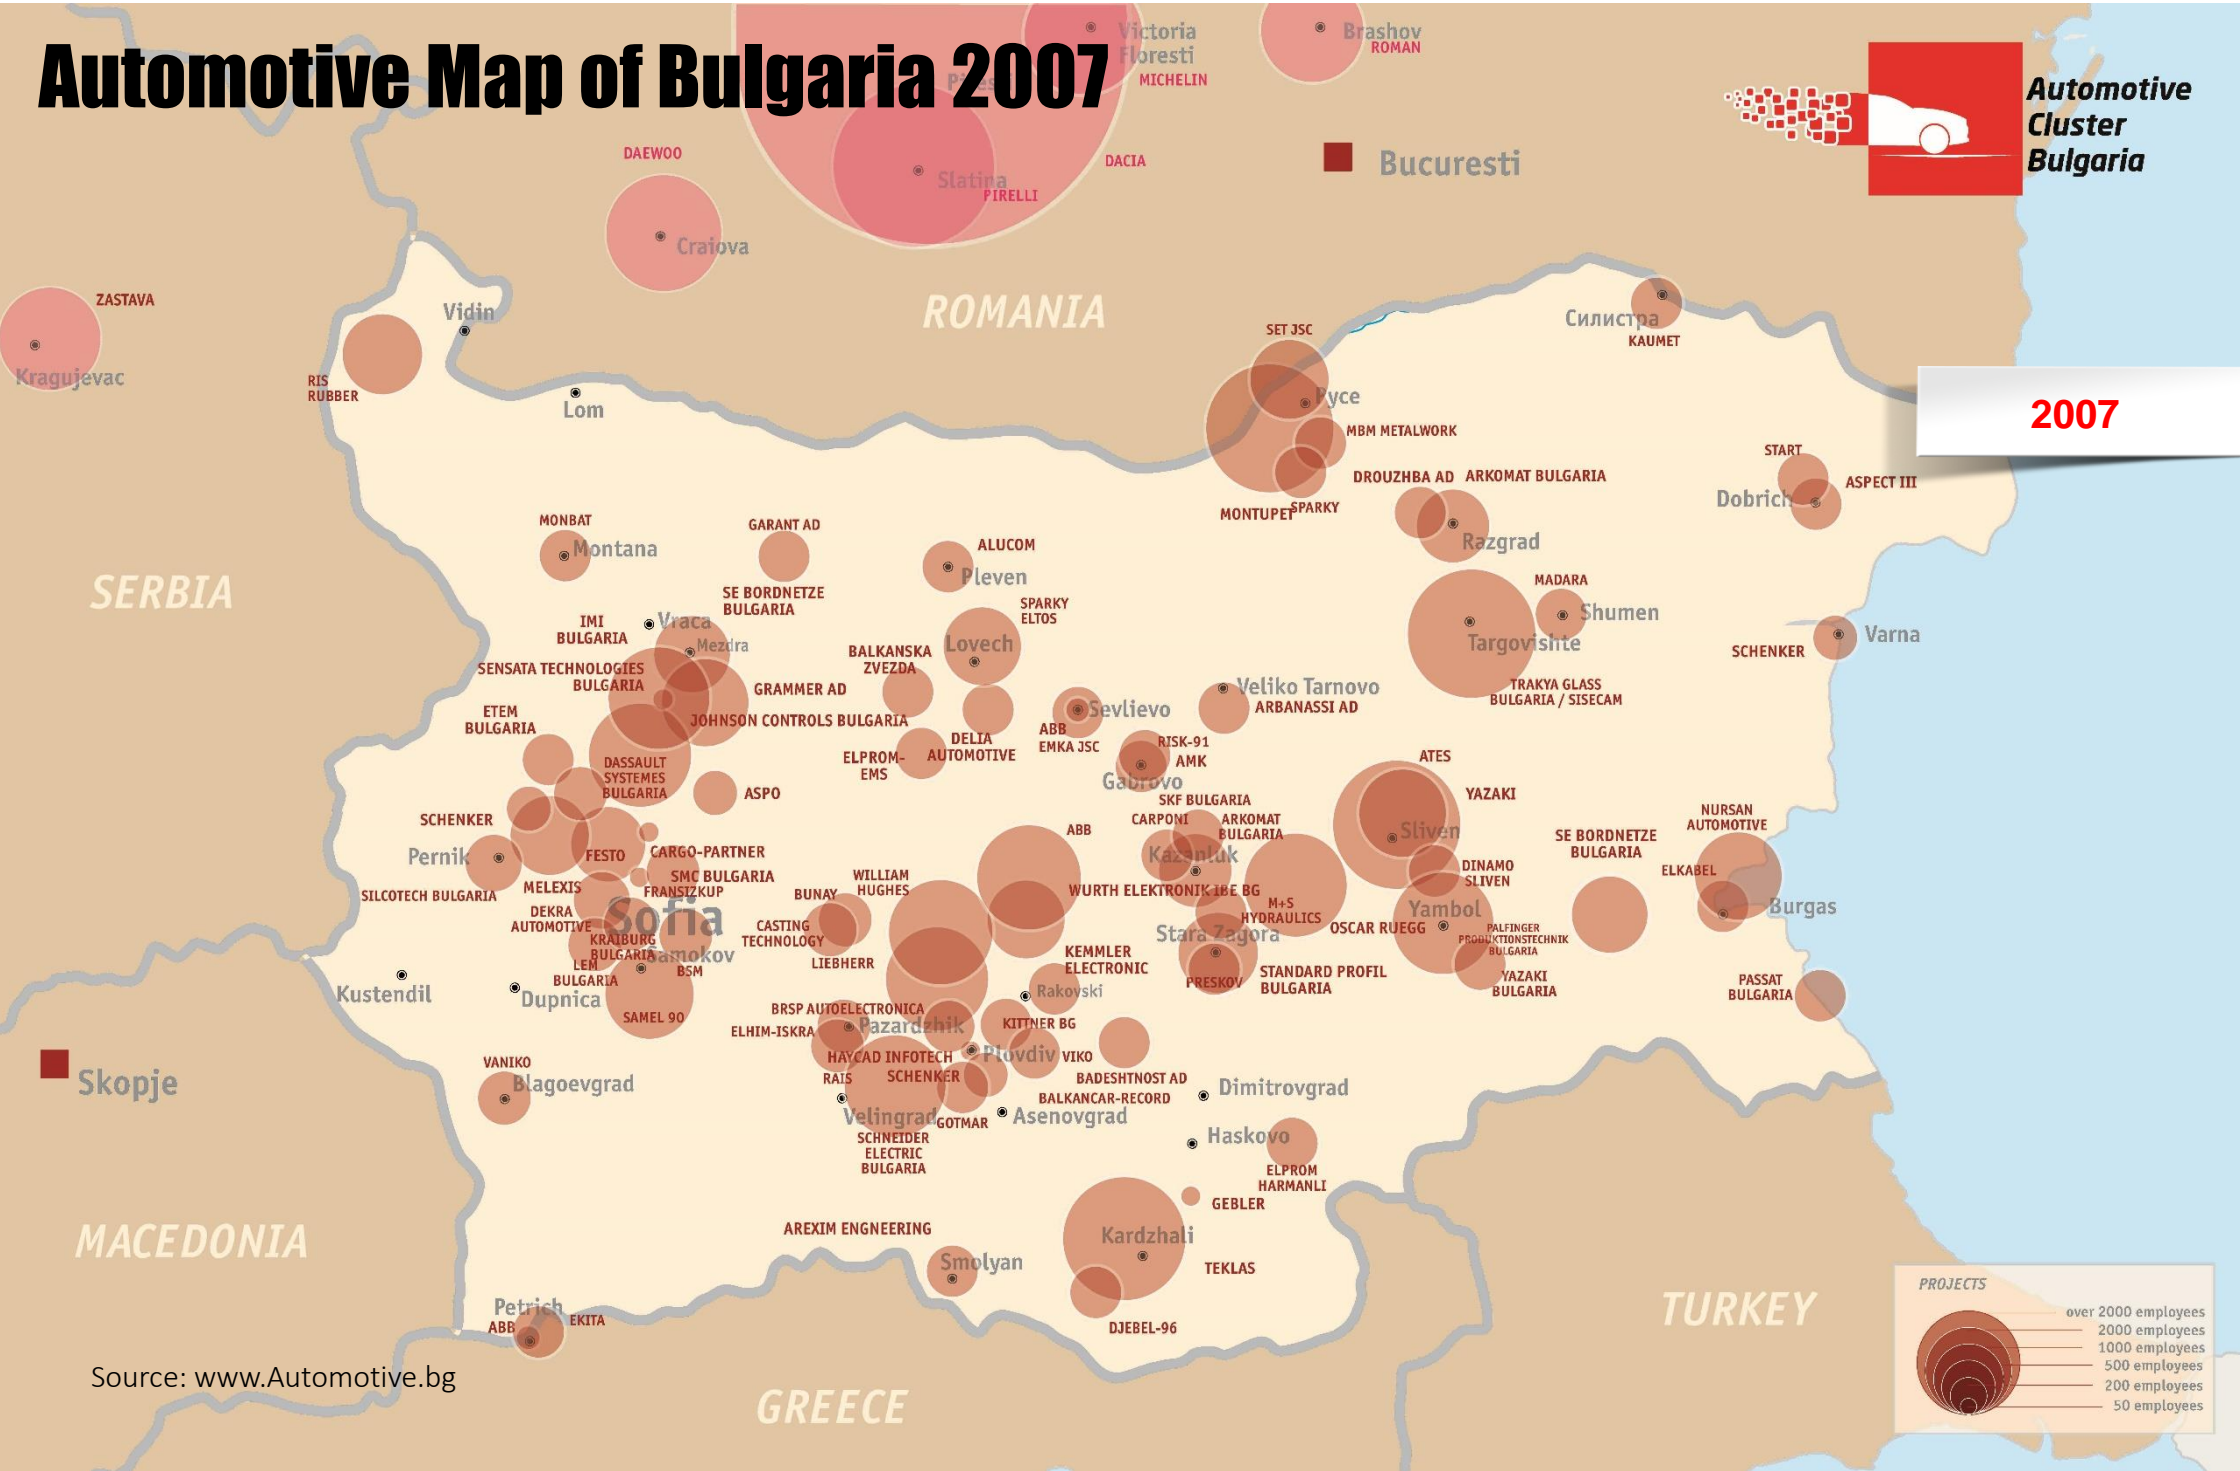 Automotive Map of Bulgaria 2007
Victoria
Floresti
MICHELIN
Brashov
ROMAN
Automotive
Cluster
Bulgaria
DAEWOO
Craiova
Slatina
PIRELLI
DACIA
Bucuresti
ROMANIA
ZASTAVA
Kragujevac
Vidin
RIS
RUBBER
Lom
SET JSC
Русе
MBM METALWORK
SPARKY
MONTUPET
Силистра
KAUMET
2007
DROUZHBA AD
ARKOMAT BULGARIA
Razgrad
START
Dobrich
ASPECT III
MONBAT
Montana
GARANT AD
ALUCOM
Pleven
SERBIA
SE BORDNETZE
BULGARIA
IMI
BULGARIA
Vraca
Mezdra
SPARKY
ELTOS
Lovech
MADARA
Shumen
Targovishte
TRAKYA GLASS
BULGARIA / SISECAM
SCHENKER
Varna
SENSATA TECHNOLOGIES
BULGARIA
GRAMMER AD
JOHNSON CONTROLS BULGARIA
BALKANSKA
ZVEZDA
ETEM
BULGARIA
DELIA
AUTOMOTIVE
ELPROM-
EMS
Sevlievo
ABB
EMKA JSC
Veliko Tarnovo
ARBANASSI AD
RISK-91
AMK
Gabrovo
DASSAULT
SYSTEMES
BULGARIA
ASPO
ATES
YAZAKI
Sliven
DINAMO
SLIVEN
SKF BULGARIA
CARPONI
ARKOMAT
BULGARIA
Kazanluk
NURSAN
AUTOMOTIVE
SE BORDNETZE
BULGARIA
ELKABEL
Burgas
SCHENKER
Pernik
SILCOTECH BULGARIA
FESTO
CARGO-PARTNER
SMC BULGARIA
MELEXIS
FRANSIZKUP
DEKRA
AUTOMOTIVE
Sofia
KRAIBURG
BULGARIA
Samokov
BSM
LEM
BULGARIA
SAMEL 90
ABB
WILLIAM
HUGHES
BUNAY
CASTING
TECHNOLOGY
LIEBHERR
WURTH ELEKTRONIK IBE BG
M+S
HYDRAULICS
Stara Zagora
PRESKOV
STANDARD PROFIL
BULGARIA
OSCAR RUEGG
Yambol
PALFINGER
PRODUKTIONSTECHNIK
BULGARIA
YAZAKI
BULGARIA
PASSAT
BULGARIA
KEMMLER
ELECTRONIC
Rakovski
Kustendil
Dupnica
BRSP AUTOELECTRONICA
ELHIM-ISKRA
Pazardzhik
KITTNER BG
HAYCAD INFOTECH
Plovdiv
VIKO
RAIS
SCHENKER
BADESHTNOST AD
BALKANCAR-RECORD
Dimitrovgrad
Velingrad
GOTMAR
Asenovgrad
SCHNEIDER
ELECTRIC
BULGARIA
Haskovo
ELPROM
HARMANLI
GEBLER
VANIKO
Blagoevgrad
Skopje
MACEDONIA
AREXIM ENGNEERING
Smolyan
Kardzhali
TEKLAS
DJEBEL-96
Petrich
ABB
EKITA
TURKEY
GREECE
Source: www.Automotive.bg
PROJECTS
over 2000 employees
2000 employees
1000 employees
500 employees
200 employees
50 employees